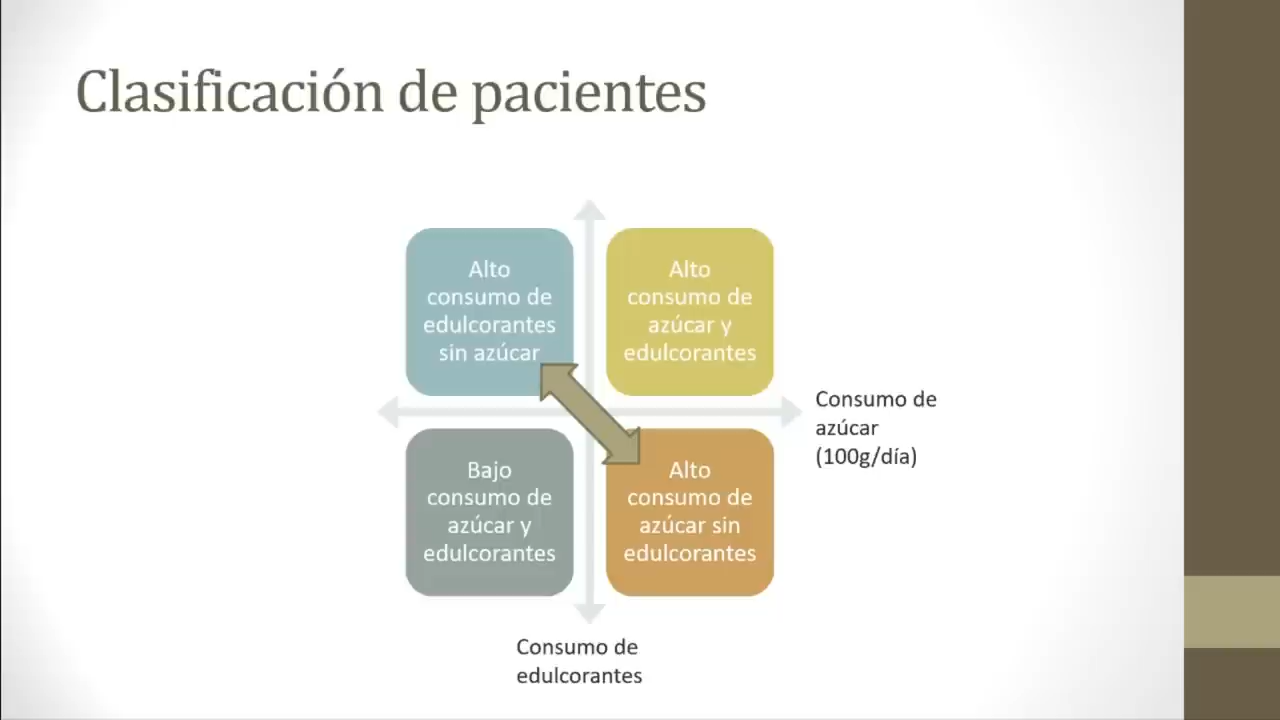 Clasificación de pacientes
Alto
consumo de
edulcorantes
sin azúcar
Alto
consumo de
azúcar y
edulcorantes
Consumo de
azúcar
(100g/día)
Bajo
consumo de
azúcar y
edulcorantes
Alto
consumo de
azúcar sin
edulcorantes
Consumo de
edulcorantes